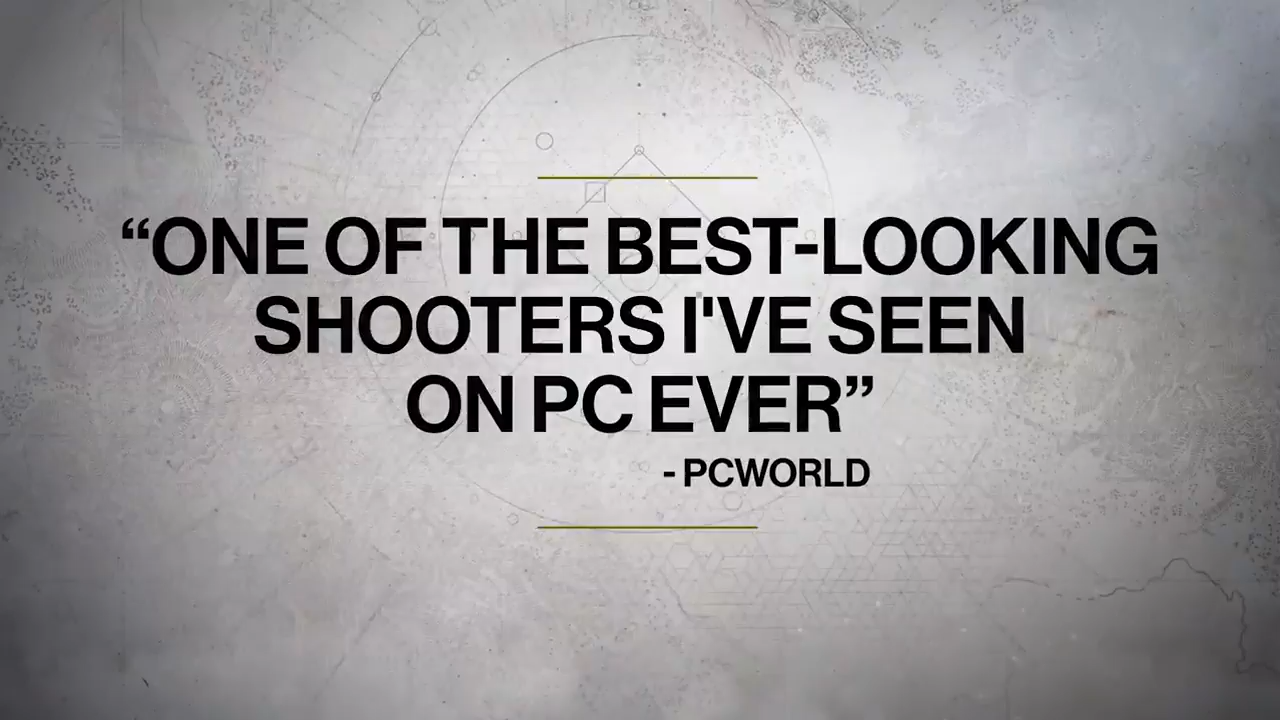 “ONE OF THE BEST-LOOKING
SHOOTERS I'VE SEEN
ON PC EVER”
- PCWORLD